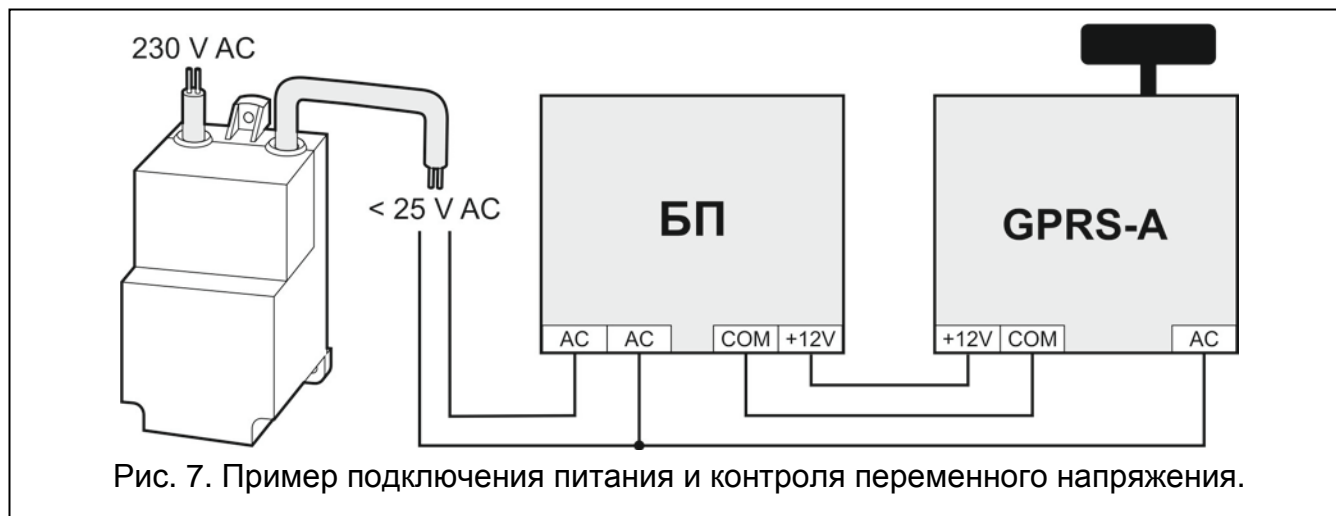 230 V AC
< 25 V AC
БП
GPRS-A
AC AC COM +12V
+12V COM AC
Рис. 7. Пример подключения питания и контроля переменного напряжения.